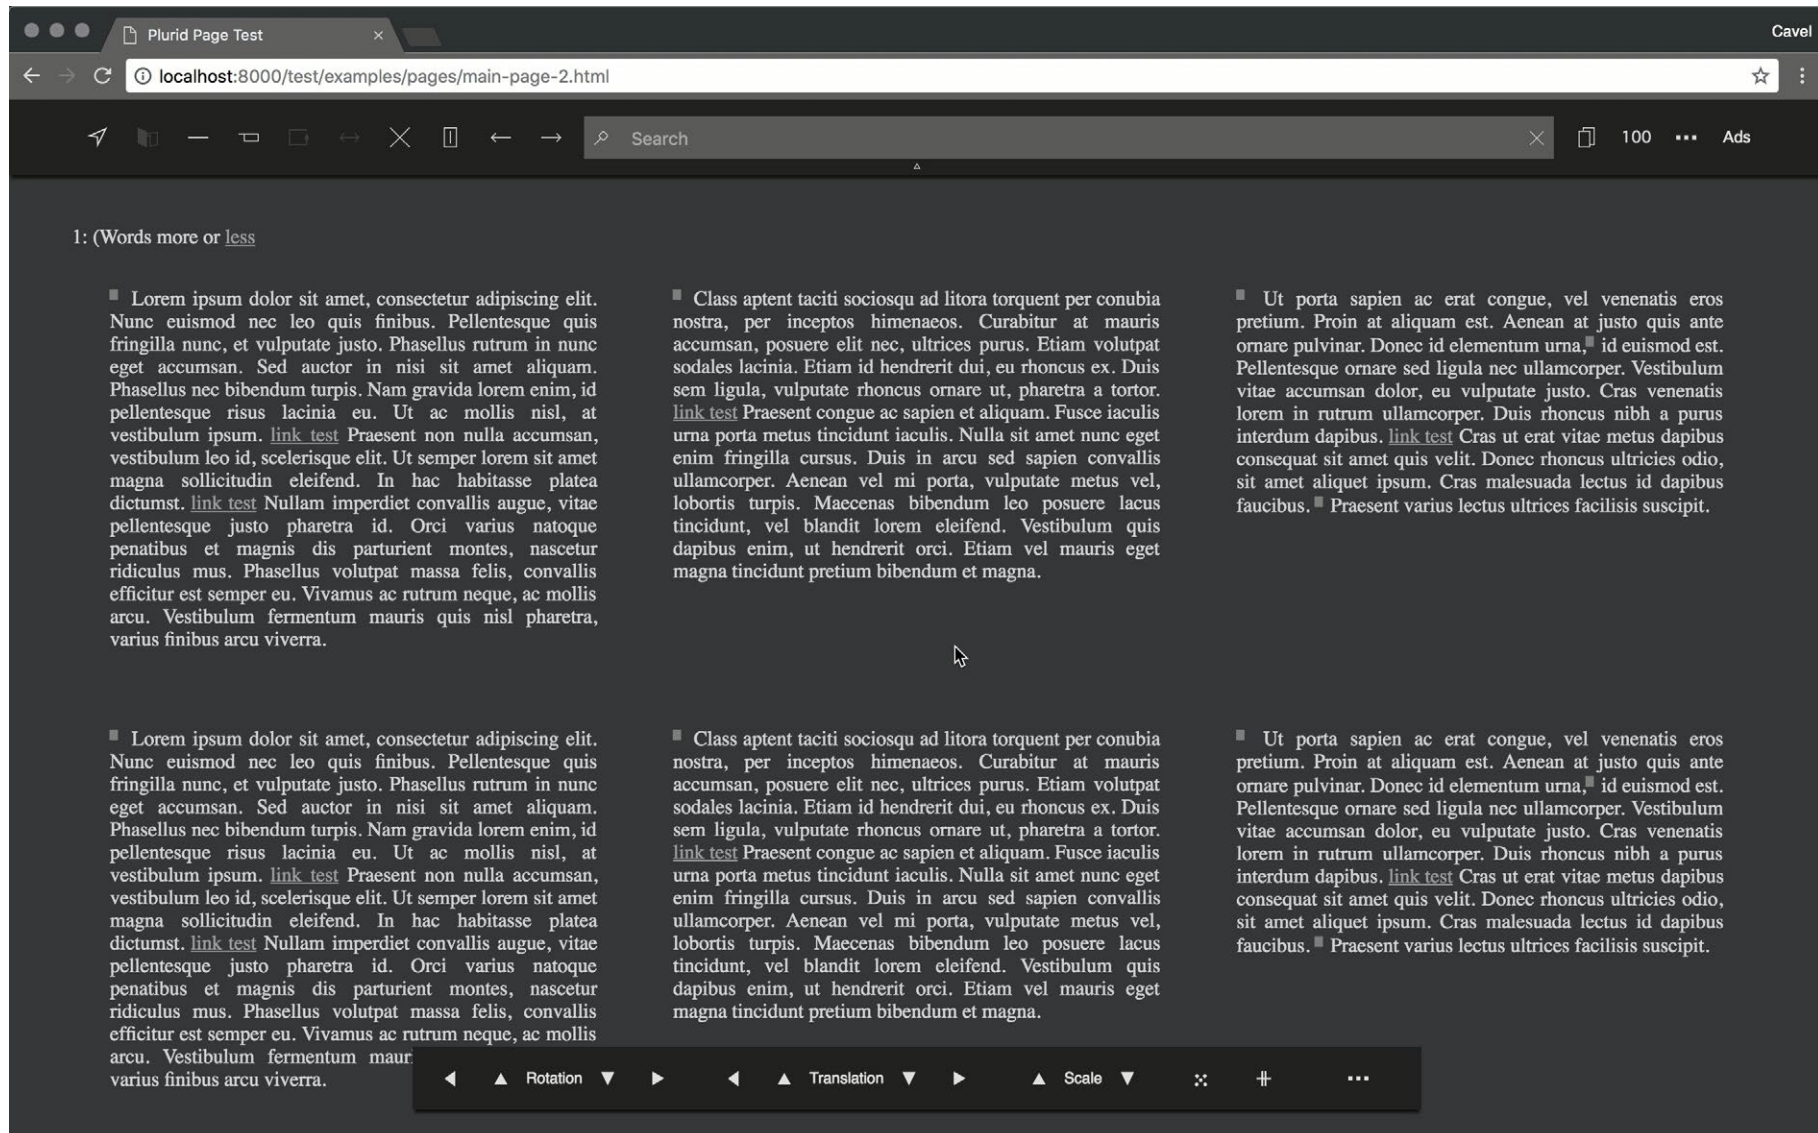 Plurid Page Test
Cavel
localhost:8000/test/examples/pages/main-page-2.html
Search
100
Ads
1: (Words more or less
Lorem ipsum dolor sit amet, consectetur adipiscing elit.
Nunc euismod nec leo quis finibus. Pellentesque quis
fringilla nunc, et vulputate justo. Phasellus rutrum in nunc
eget accumsan. Sed auctor in nisi sit amet aliquam.
Phasellus nec bibendum turpis. Nam gravida lorem enim, id
pellentesque risus lacinia eu. Ut ac mollis nisl, at
vestibulum ipsum. link test Praesent non nulla accumsan,
vestibulum leo id, scelerisque elit. Ut semper lorem sit amet
magna sollicitudin eleifend. In hac habitasse platea
dictumst. link test Nullam imperdiet convallis augue, vitae
pellentesque justo pharetra id. Orci varius natoque
penatibus et magnis dis parturient montes, nascetur
ridiculus mus. Phasellus volutpat massa felis, convallis
efficitur est semper eu. Vivamus ac rutrum neque, ac mollis
arcu. Vestibulum fermentum mauris quis nisl pharetra,
varius finibus arcu viverra.
Class aptent taciti sociosqu ad litora torquent per conubia
nostra, per inceptos himenaeos. Curabitur at mauris
accumsan, posuere elit nec, ultrices purus. Etiam volutpat
sodales lacinia. Etiam id hendrerit dui, eu rhoncus ex. Duis
sem ligula, vulputate rhoncus ornare ut, pharetra a tortor.
link test Praesent congue ac sapien et aliquam. Fusce iaculis
urna porta metus tincidunt iaculis. Nulla sit amet nunc eget
enim fringilla cursus. Duis in arcu sed sapien convallis
ullamcorper. Aenean vel mi porta, vulputate metus vel,
lobortis turpis. Maecenas bibendum leo posuere lacus
tincidunt, vel blandit lorem eleifend. Vestibulum quis
dapibus enim, ut hendrerit orci. Etiam vel mauris eget
magna tincidunt pretium bibendum et magna.
Ut porta sapien ac erat congue, vel venenatis eros
pretium. Proin at aliquam est. Aenean at justo quis ante
ornare pulvinar. Donec id elementum urna, id euismod est.
Pellentesque ornare sed ligula nec ullamcorper. Vestibulum
vitae accumsan dolor, eu vulputate justo. Cras venenatis
lorem in rutrum ullamcorper. Duis rhoncus nibh a purus
interdum dapibus. link test Cras ut erat vitae metus dapibus
consequat sit amet quis velit. Donec rhoncus ultricies odio,
sit amet aliquet ipsum. Cras malesuada lectus id dapibus
faucibus. Praesent varius lectus ultrices facilisis suscipit.
Lorem ipsum dolor sit amet, consectetur adipiscing elit.
Nunc euismod nec leo quis finibus. Pellentesque quis
fringilla nunc, et vulputate justo. Phasellus rutrum in nunc
eget accumsan. Sed auctor in nisi sit amet aliquam.
Phasellus nec bibendum turpis. Nam gravida lorem enim, id
pellentesque risus lacinia eu. Ut ac mollis nisl, at
vestibulum ipsum. link test Praesent non nulla accumsan,
vestibulum leo id, scelerisque elit. Ut semper lorem sit amet
magna sollicitudin eleifend. In hac habitasse platea
dictumst. link test Nullam imperdiet convallis augue, vitae
pellentesque justo pharetra id. Orci varius natoque
penatibus et magnis dis parturient montes, nascetur
ridiculus mus. Phasellus volutpat massa felis, convallis
efficitur est semper eu. Vivamus ac rutrum neque, ac mollis
arcu. Vestibulum fermentum maur
varius finibus arcu viverra.
Class aptent taciti sociosqu ad litora torquent per conubia
nostra, per inceptos himenaeos. Curabitur at mauris
accumsan, posuere elit nec, ultrices purus. Etiam volutpat
sodales lacinia. Etiam id hendrerit dui, eu rhoncus ex. Duis
sem ligula, vulputate rhoncus ornare ut, pharetra a tortor.
link test Praesent congue ac sapien et aliquam. Fusce iaculis
urna porta metus tincidunt iaculis. Nulla sit amet nunc eget
enim fringilla cursus. Duis in arcu sed sapien convallis
ullamcorper. Aenean vel mi porta, vulputate metus vel,
lobortis turpis. Maecenas bibendum leo posuere lacus
tincidunt, vel blandit lorem eleifend. Vestibulum quis
dapibus enim, ut hendrerit orci. Etiam vel mauris eget
magna tincidunt pretium bibendum et magna.
Ut porta sapien ac erat congue, vel venenatis eros
pretium. Proin at aliquam est. Aenean at justo quis ante
ornare pulvinar. Donec id elementum urna, id euismod est.
Pellentesque ornare sed ligula nec ullamcorper. Vestibulum
vitae accumsan dolor, eu vulputate justo. Cras venenatis
lorem in rutrum ullamcorper. Duis rhoncus nibh a purus
interdum dapibus. link test Cras ut erat vitae metus dapibus
consequat sit amet quis velit. Donec rhoncus ultricies odio,
sit amet aliquet ipsum. Cras malesuada lectus id dapibus
faucibus. Praesent varius lectus ultrices facilisis suscipit.
Rotation
Translation
Scale